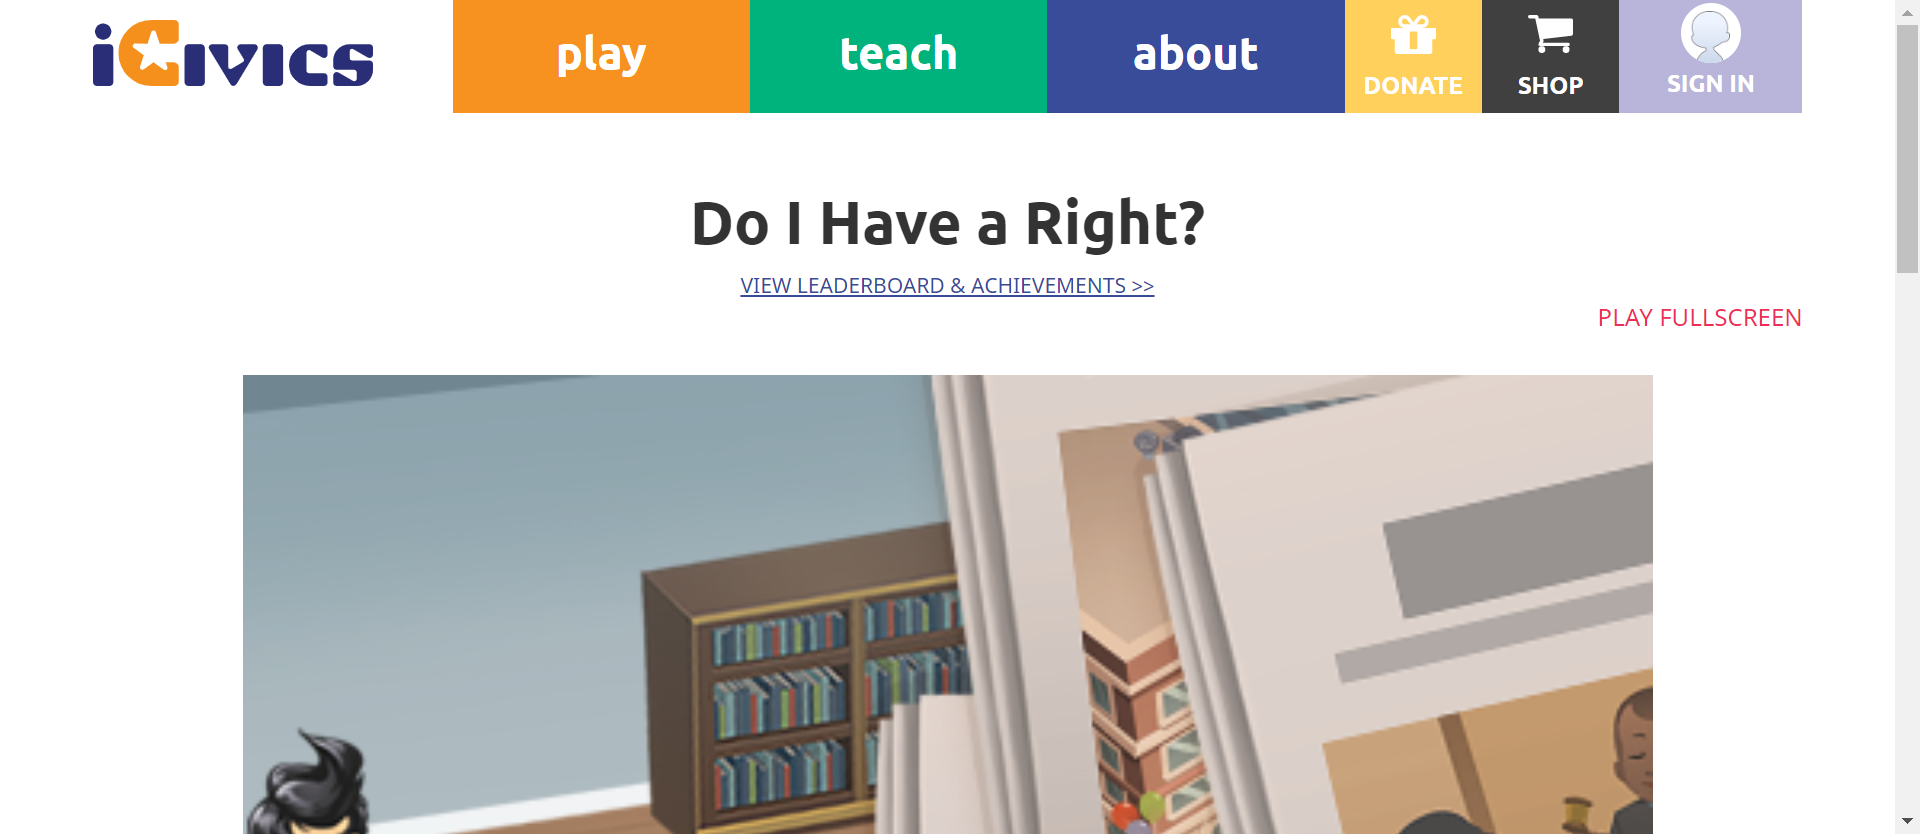 iCivics
play
teach
about
DONATE
SHOP
SIGN IN
Do I Have a Right?
VIEW LEADERBOARD & ACHIEVEMENTS >>
PLAY FULLSCREEN